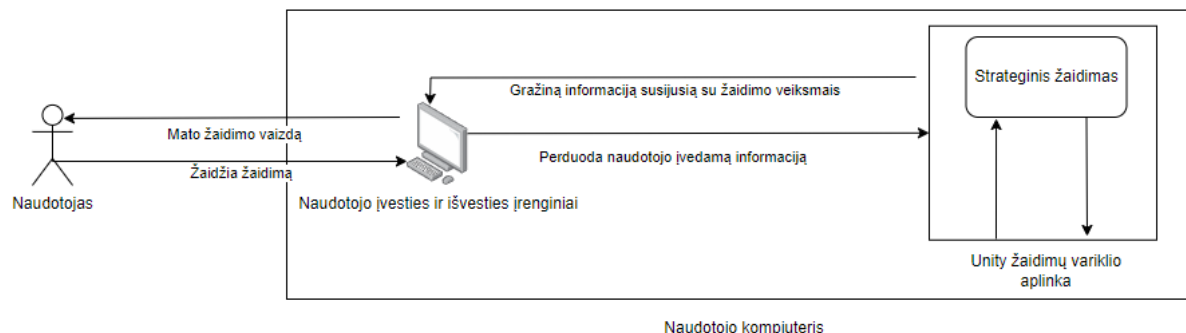 Strateginis žaidimas
Gražiną informaciją susijusią su žaidimo veiksmais
Mato žaidimo vaizdą
Perduoda naudotojo įvedamą informaciją
Žaidžia žaidimą
Naudotojas
Naudotojo įvesties ir išvesties įrenginiai
Unity žaidimų variklio
aplinka
Naudotojo kompiuteris